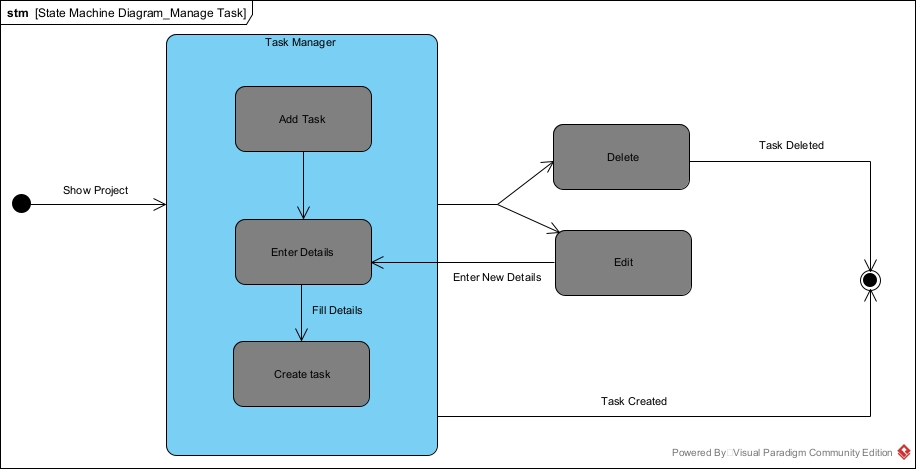 stm [State Machine Diagram_Manage Task]
Task Manager
Add Task
Show Project
Enter Details
Fill Details
Create task
Delete
Task Deleted
Edit
Enter New Details
Task Created
Powered By Visual Paradigm Community Edition